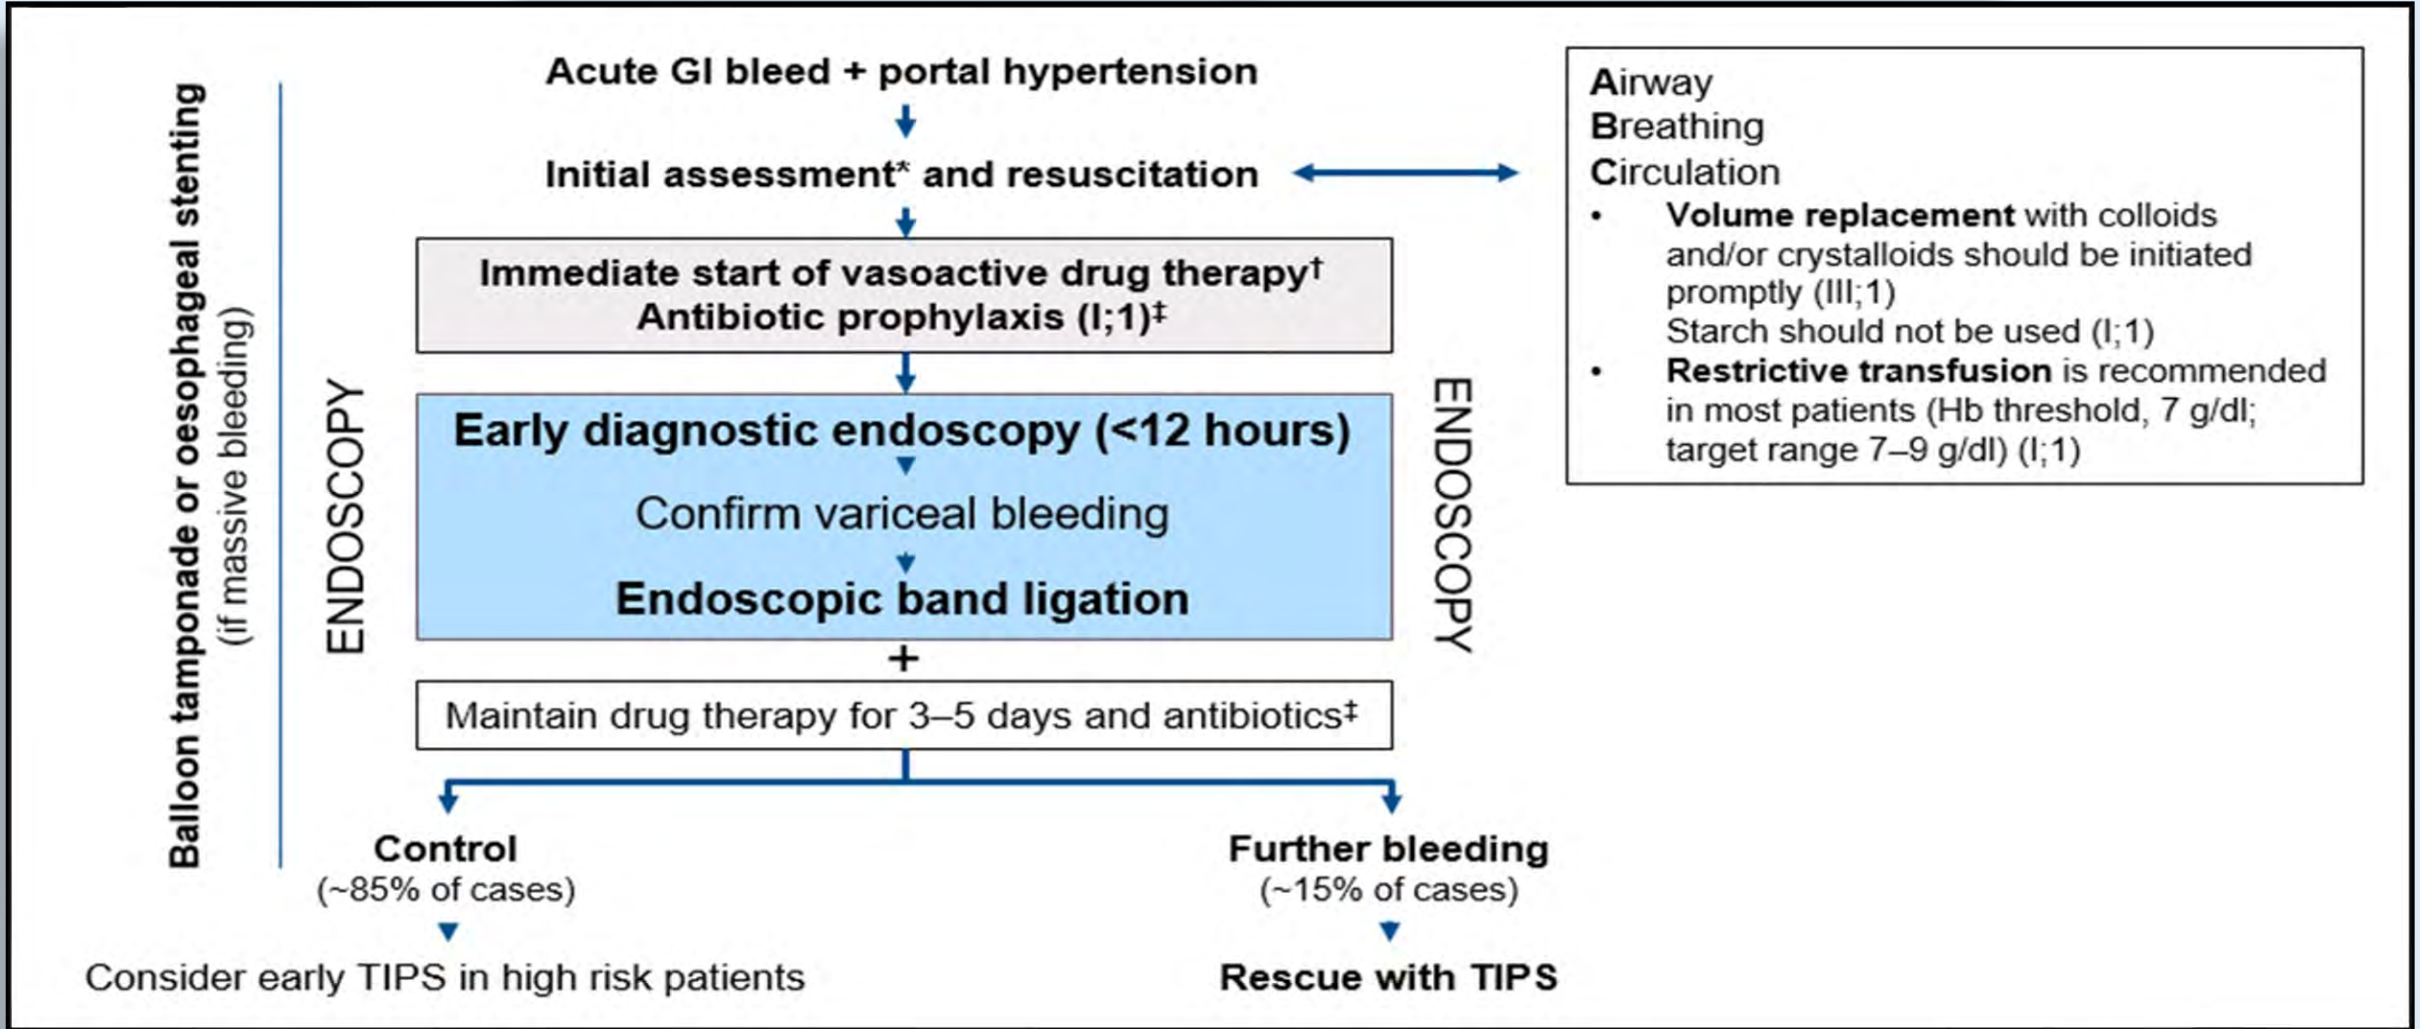 Acute GI bleed + portal hypertension
Initial assessment* and resuscitation
Airway
Breathing
Circulation
• Volume replacement with colloids
and/or crystalloids should be initiated
promptly (III;1)
Starch should not be used (I;1)
• Restrictive transfusion is recommended
in most patients (Hb threshold, 7 g/dl;
target range 7–9 g/dl) (I;1)
Immediate start of vasoactive drug therapy†
Antibiotic prophylaxis (I;1)‡
Balloon tamponade or oesophageal stenting
(if massive bleeding)
ENDOSCOPY
Early diagnostic endoscopy (<12 hours)
Confirm variceal bleeding
Endoscopic band ligation
ENDOSCOPY
+
Maintain drug therapy for 3–5 days and antibiotics‡
Control
(~85% of cases)
Consider early TIPS in high risk patients
Further bleeding
(~15% of cases)
Rescue with TIPS